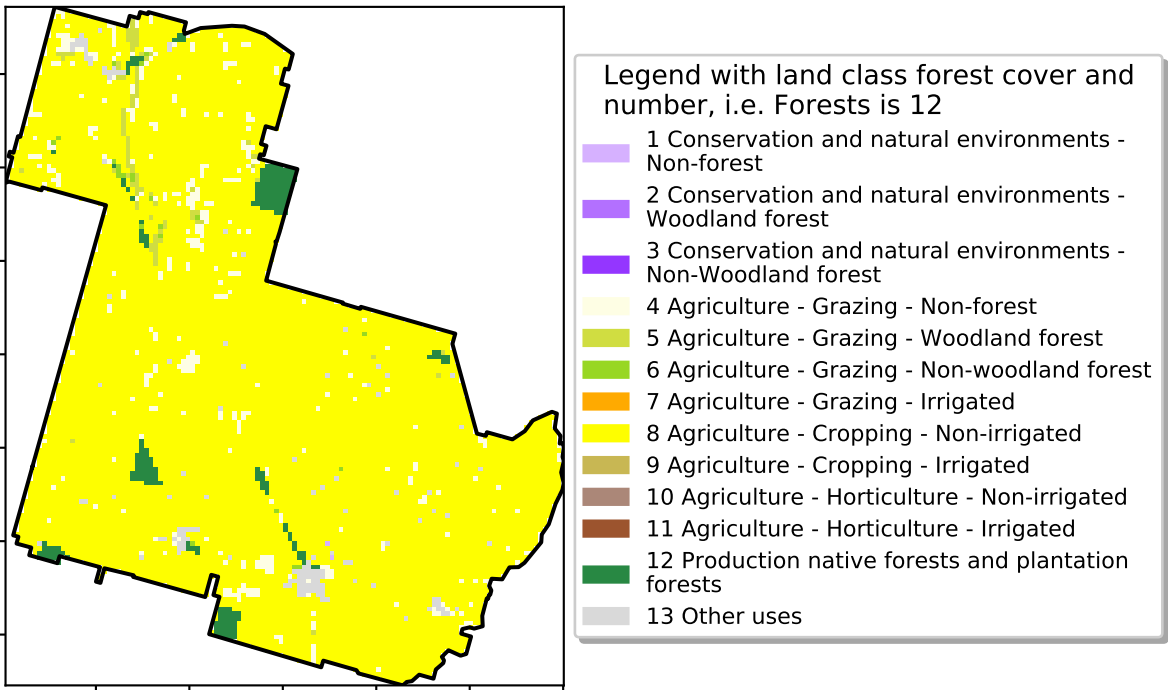 Legend with land class forest cover and
number, i.e. Forests is 12
1 Conservation and natural environments -
Non-forest
2 Conservation and natural environments -
Woodland forest
3 Conservation and natural environments -
Non-Woodland forest
4 Agriculture - Grazing - Non-forest
5 Agriculture - Grazing - Woodland forest
6 Agriculture - Grazing - Non-woodland forest
7 Agriculture - Grazing - Irrigated
8 Agriculture - Cropping - Non-irrigated
9 Agriculture - Cropping - Irrigated
10 Agriculture - Horticulture - Non-irrigated
11 Agriculture - Horticulture - Irrigated
12 Production native forests and plantation
forests
13 Other uses